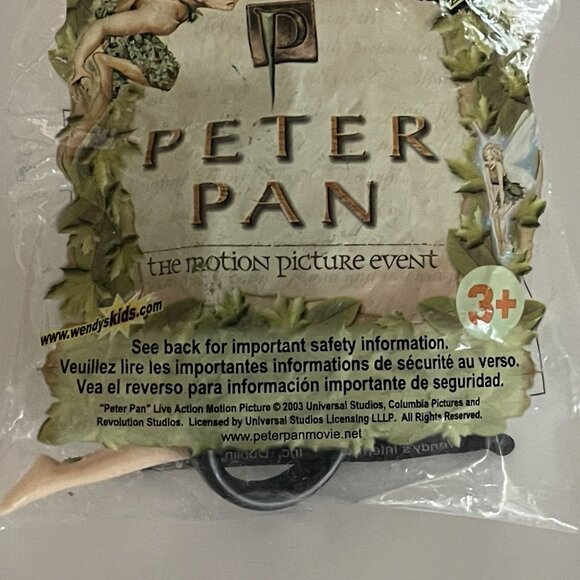 P
PETER
PAN
the motion picture event
3+
www.wendyskids.com
See back for important safety information.
Veuillez lire les importantes informations de sécurité au verso.
Vea el reverso para información importante de seguridad.
"Peter Pan" Live Action Motion Picture © 2003 Universal Studios, Columbia Pictures and
Revolution Studios. Licensed by Universal Studios Licensing LLLP. All Rights Reserved.
www.peterpanmovie.net